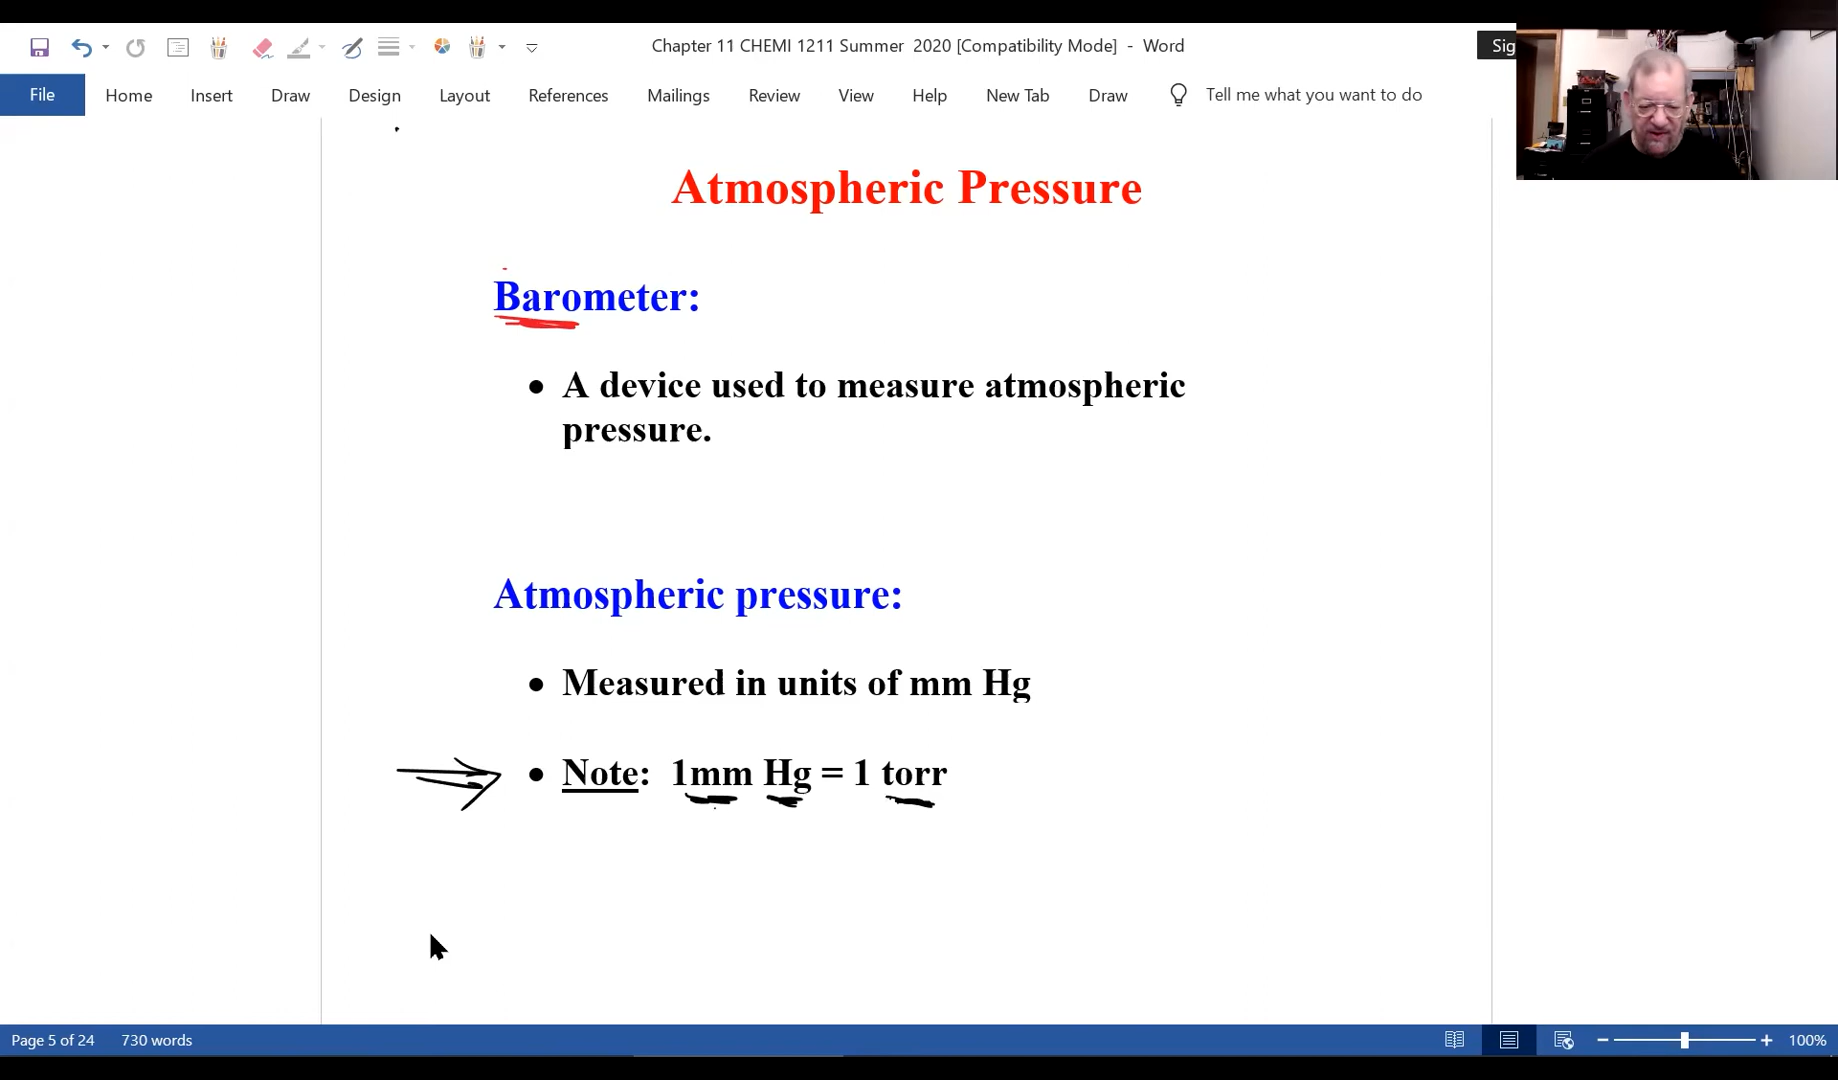 Chapter 11 CHEMI 1211 Summer 2020 [Compatibility Mode] - Word
Sig
File Home Insert Draw Design Layout References Mailings Review View Help New Tab Draw Tell me what you want to do
Atmospheric Pressure
Barometer:
• A device used to measure atmospheric
pressure.
Atmospheric pressure:
• Measured in units of mm Hg
• Note: 1mm Hg = 1 torr
Page 5 of 24 730 words 100%